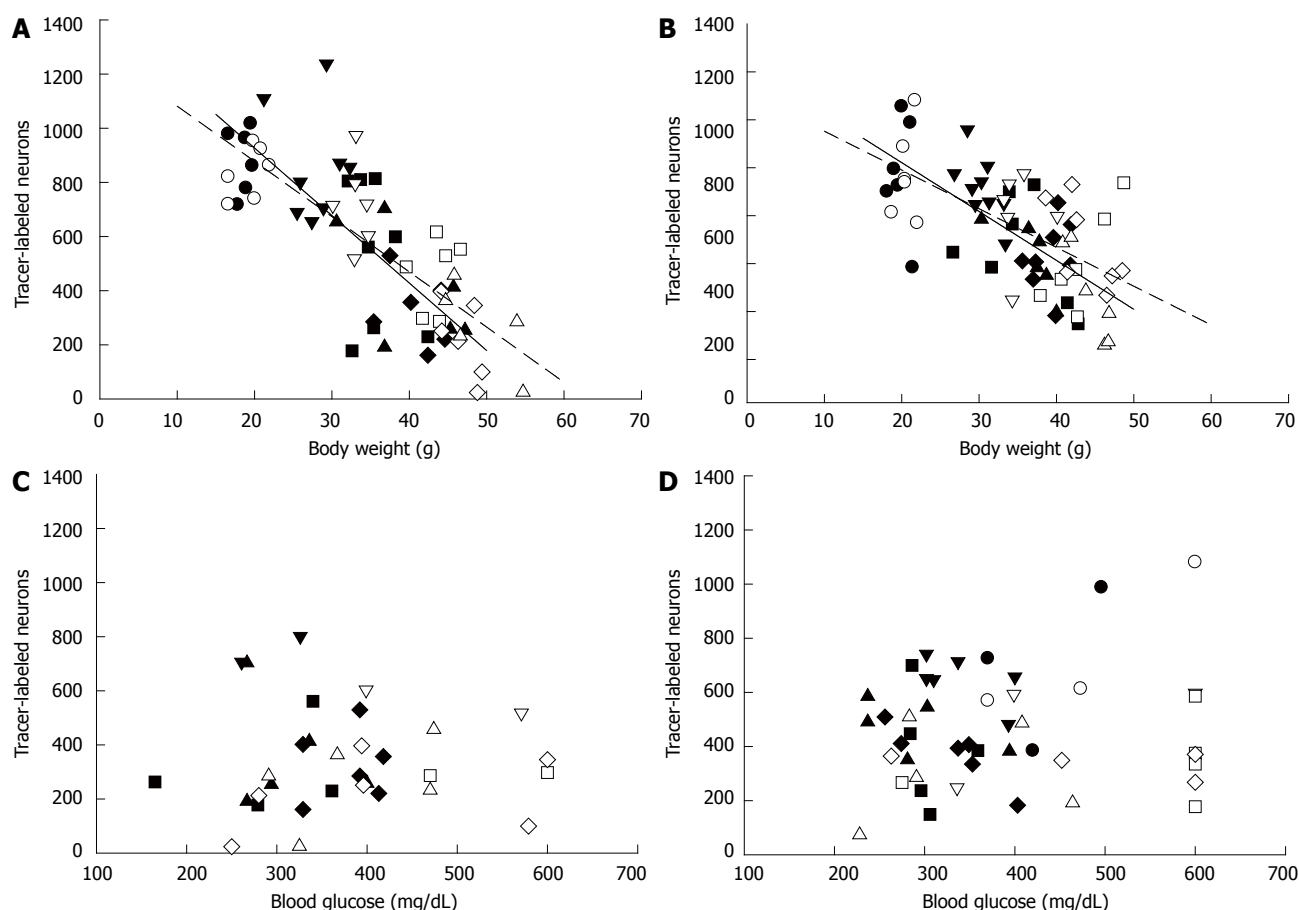 A
1400
1200
1000
800
600
400
200
0
Tracer-labeled neurons
0 10 20 30 40 50 60 70
Body weight (g)
B
1400
1200
1000
800
600
400
200
0
Tracer-labeled neurons
0 10 20 30 40 50 60 70
Body weight (g)
C
1400
1200
1000
800
600
400
200
0
Tracer-labeled neurons
100 200 300 400 500 600 700
Blood glucose (mg/dL)
D
1400
1200
1000
800
600
400
200
0
Tracer-labeled neurons
100 200 300 400 500 600 700
Blood glucose (mg/dL)